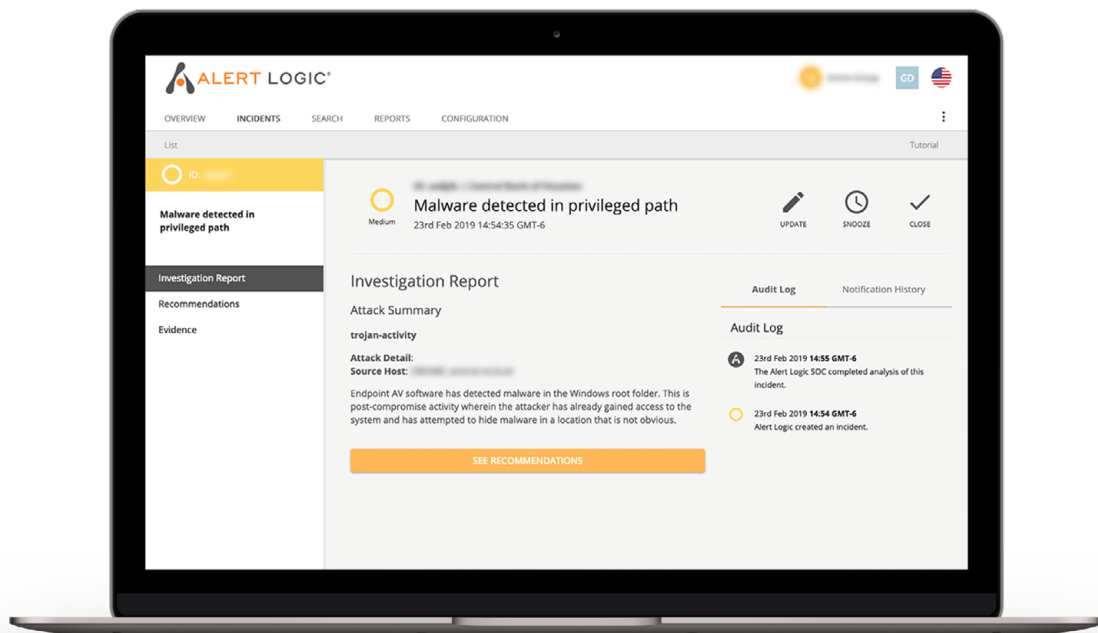 ALERT LOGIC®
GD
OVERVIEW INCIDENTS SEARCH REPORTS CONFIGURATION
List Tutorial
ID:
Malware detected in
privileged path
Investigation Report
Recommendations
Evidence
Medium
Malware detected in privileged path
23rd Feb 2019 14:54:35 GMT-6
UPDATE SNOOZE CLOSE
Investigation Report
Attack Summary
trojan-activity
Attack Detail:
Source Host:
Endpoint AV software has detected malware in the Windows root folder. This is
post-compromise activity wherein the attacker has already gained access to the
system and has attempted to hide malware in a location that is not obvious.
SEE RECOMMENDATIONS
Audit Log Notification History
Audit Log
23rd Feb 2019 14:55 GMT-6
The Alert Logic SOC completed analysis of this
incident.
23rd Feb 2019 14:54 GMT-6
Alert Logic created an incident.